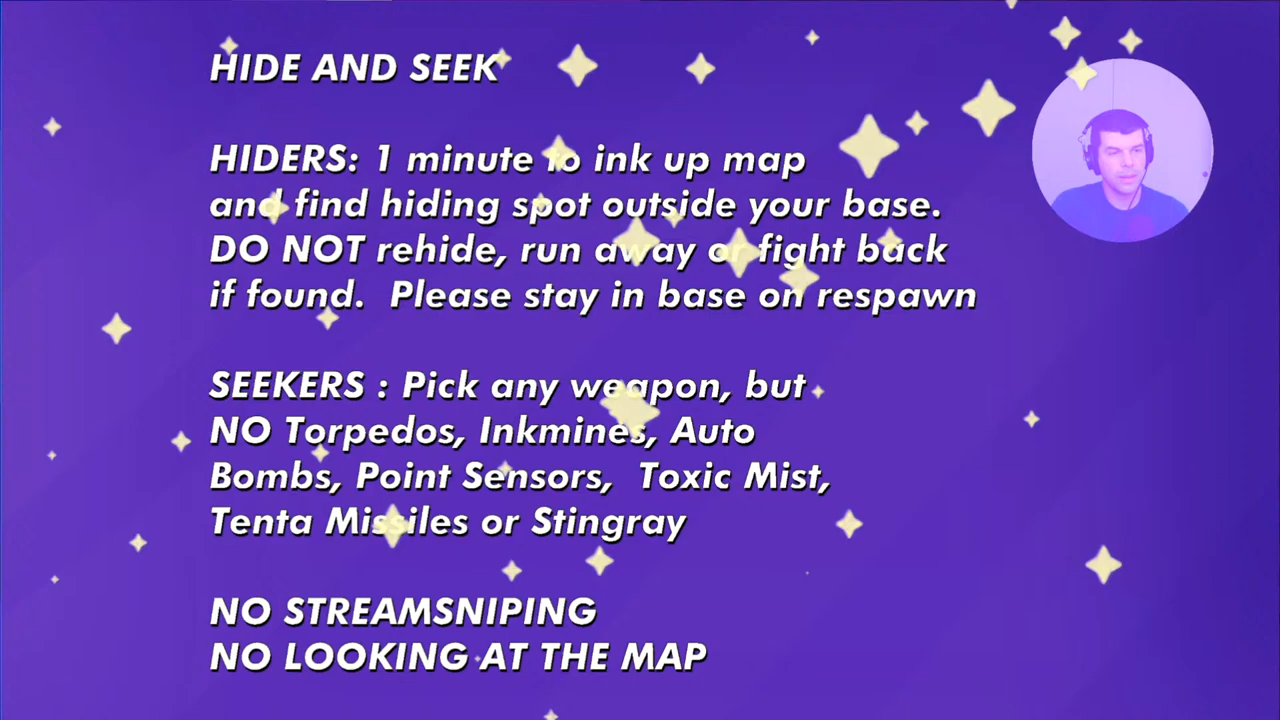 HIDE AND SEEK
HIDERS: 1 minute to ink up map
and find hiding spot outside your base.
DO NOT rehide, run away or fight back
if found. Please stay in base on respawn
SEEKERS : Pick any weapon, but
NO Torpedos, Inkmines, Auto
Bombs, Point Sensors, Toxic Mist,
Tenta Missiles or Stingray
NO STREAMSNIPING
NO LOOKING AT THE MAP